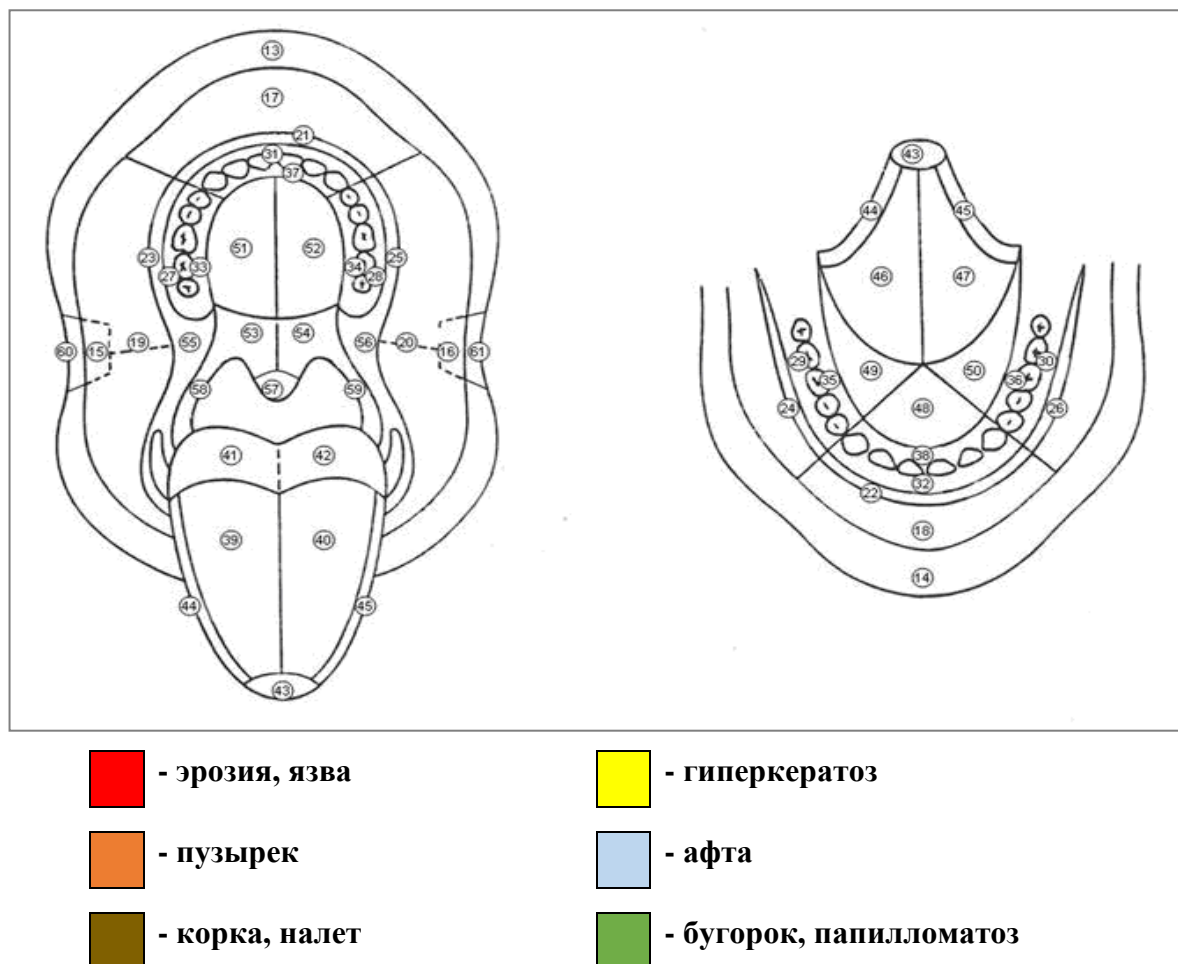 13
17
21
31
37
51 52
23 25
27 33 34 28
53 54
60 15 19 55 56 20 16 61
58 57 59
41 42
39 40
44 45
43
43
44 45
46 47
29 30
49 50
35 36
24 48 26
38
32
22
18
14
- эрозия, язва
- гиперкератоз
- пузырек
- афта
- корка, налет
- бугорок, папилломатоз